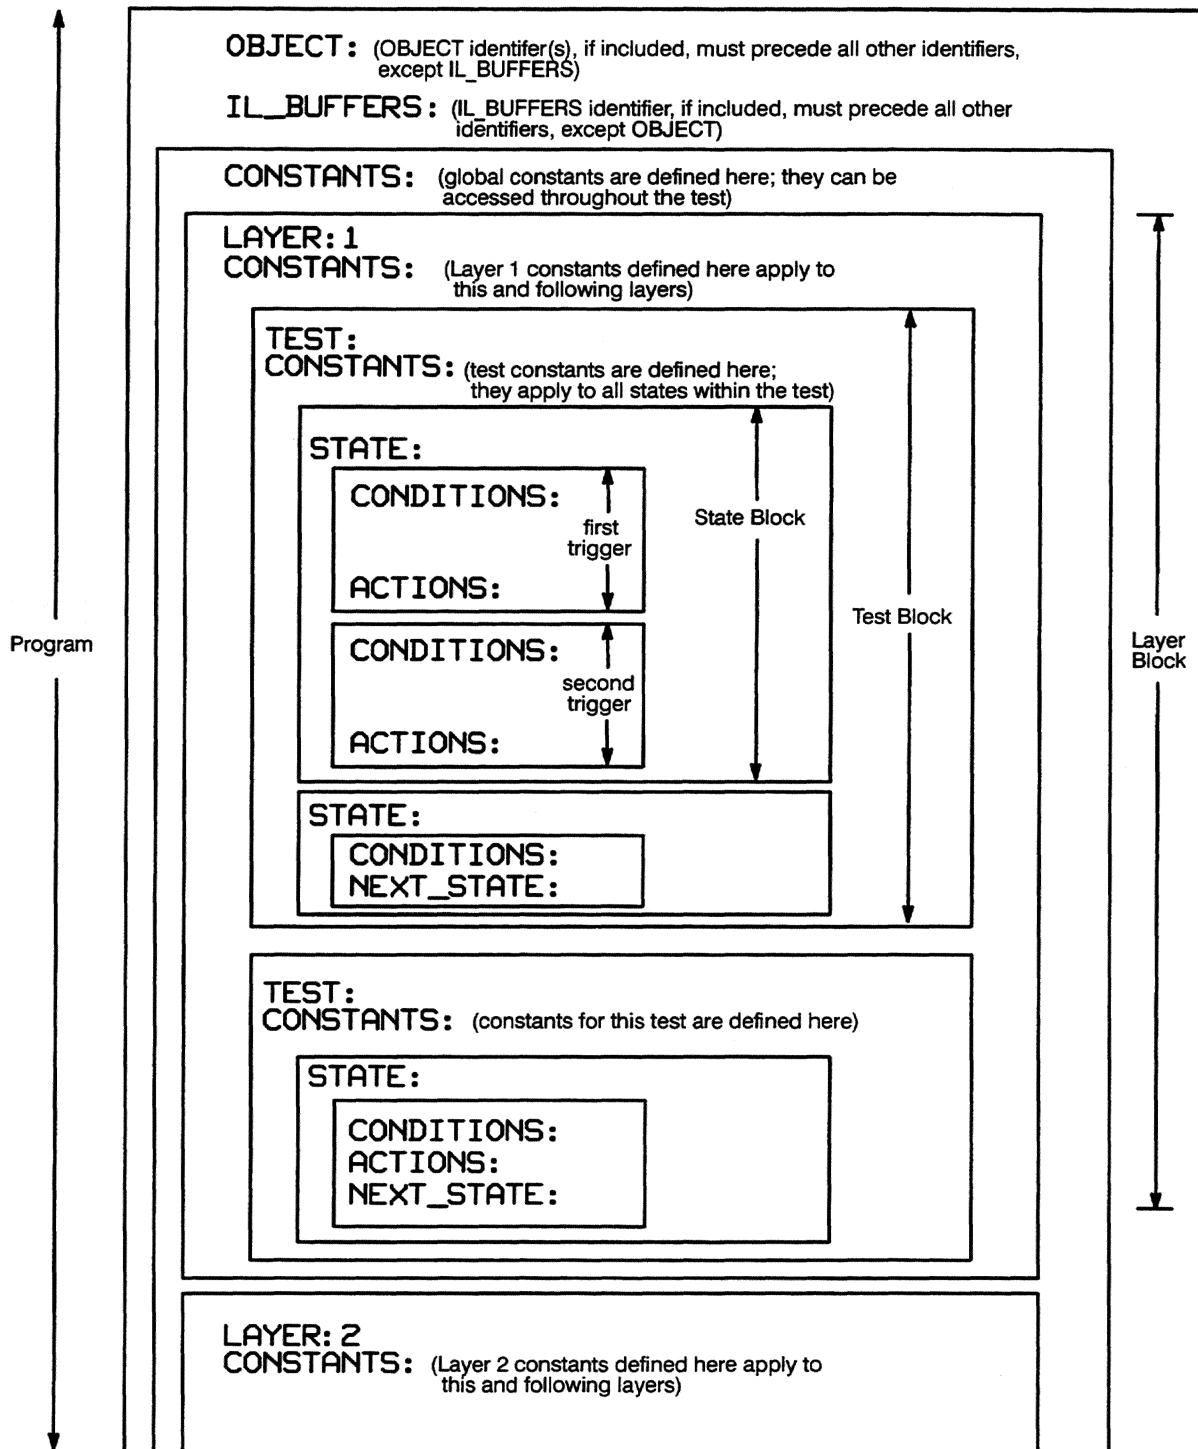 OBJECT: (OBJECT identifer(s), if included, must precede all other identifiers,
except IL_BUFFERS)
IL_BUFFERS: (IL_BUFFERS identifier, if included, must precede all other
identifiers, except OBJECT)
CONSTANTS: (global constants are defined here; they can be
accessed throughout the test)
LAYER: 1
CONSTANTS: (Layer 1 constants defined here apply to
this and following layers)
TEST:
CONSTANTS: (test constants are defined here;
they apply to all states within the test)
STATE:
CONDITIONS:
first
trigger
ACTIONS:
State Block
CONDITIONS:
second
trigger
ACTIONS:
Test Block
Program
Layer
Block
STATE:
CONDITIONS:
NEXT_STATE:
TEST:
CONSTANTS: (constants for this test are defined here)
STATE:
CONDITIONS:
ACTIONS:
NEXT_STATE:
LAYER: 2
CONSTANTS: (Layer 2 constants defined here apply to
this and following layers)